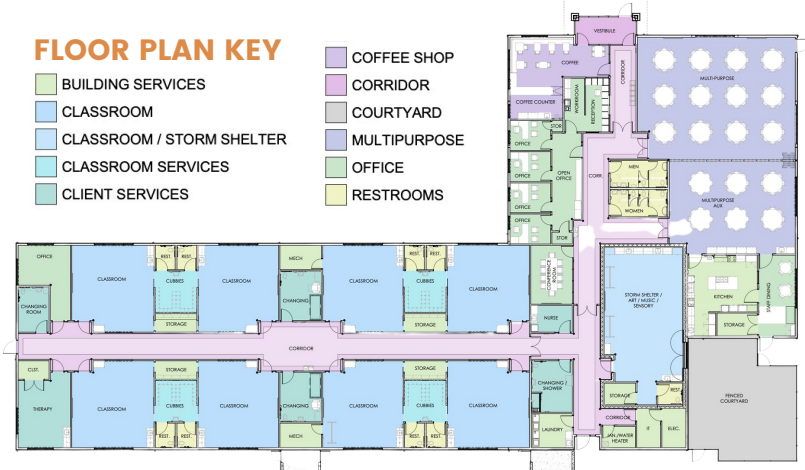 FLOOR PLAN KEY
BUILDING SERVICES
CLASSROOM
CLASSROOM / STORM SHELTER
CLASSROOM SERVICES
CLIENT SERVICES
COFFEE SHOP
CORRIDOR
COURTYARD
MULTIPURPOSE
OFFICE
RESTROOMS
VESTIBULE
COFFEE
CORRIDOR
MULTI-PURPOSE
COFFEE COUNTER
WORKROOM
RECEPTION
STOR
OFFICE
OFFICE
OFFICE
OFFICE
OPEN
OFFICE
CORR.
MEN
WOMEN
MULTIPURPOSE
AUX
STOR
OFFICE
CLASSROOM
REST.
REST.
CUBBIES
STORAGE
CLASSROOM
MECH
CHANGING
CLASSROOM
REST.
REST.
CUBBIES
STORAGE
CLASSROOM
CONFERENCE
ROOM
NURSE
CHANGING
ROOM
STORM SHELTER /
ART / MUSIC /
SENSORY
KITCHEN
STAFF DINING
STORAGE
CORRIDOR
CLST.
THERAPY
CLASSROOM
STORAGE
CUBBIES
REST.
REST.
CLASSROOM
CHANGING
MECH
CLASSROOM
STORAGE
CUBBIES
REST.
REST.
CLASSROOM
CHANGING /
SHOWER
LAUNDRY
STORAGE
REST.
CORRIDOR
JAN./WATER
HEATER
IT
ELEC.
FENCED
COURTYARD